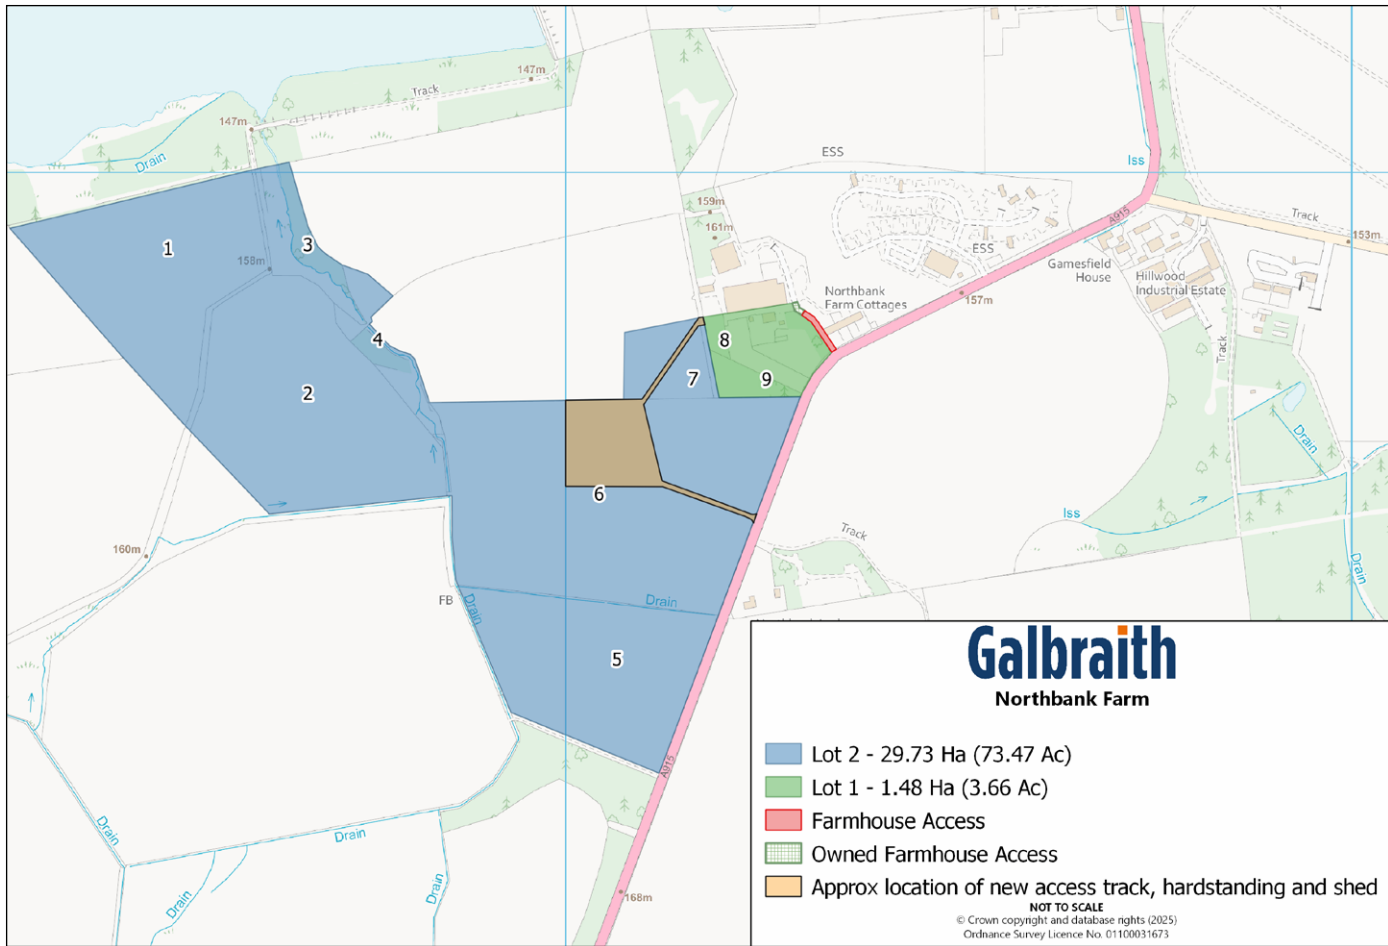 147m
Track
147m
Drain
ESS
Iss
159m
161m
A915
Track
153m
1
3
158m
ESS
Gamesfield
House
Hillwood
Industrial Estate
Northbank
Farm Cottages
157m
4
8
7
9
2
Track
Drain
6
Iss
Track
160m
Drain
FB
Drain
Drain
5
A915
Drain
Drain
Drain
Drain
168m
Galbraith
Northbank Farm
Lot 2 - 29.73 Ha (73.47 Ac)
Lot 1 - 1.48 Ha (3.66 Ac)
Farmhouse Access
Owned Farmhouse Access
Approx location of new access track, hardstanding and shed
NOT TO SCALE
© Crown copyright and database rights (2025)
Ordnance Survey Licence No. 01100031673